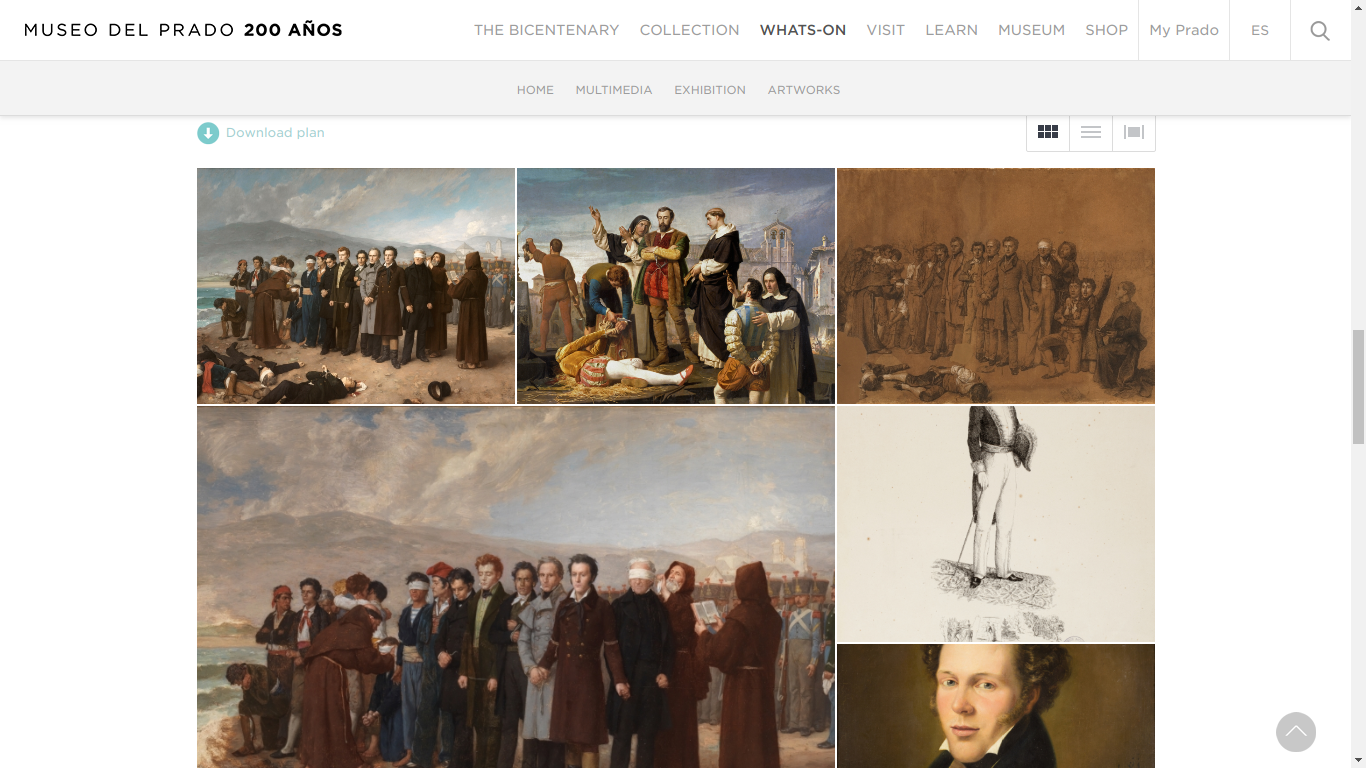 MUSEO DEL PRADO 200 AÑOS
THE BICENTENARY COLLECTION WHATS-ON VISIT LEARN MUSEUM SHOP My Prado ES
HOME MULTIMEDIA EXHIBITION ARTWORKS
Download plan